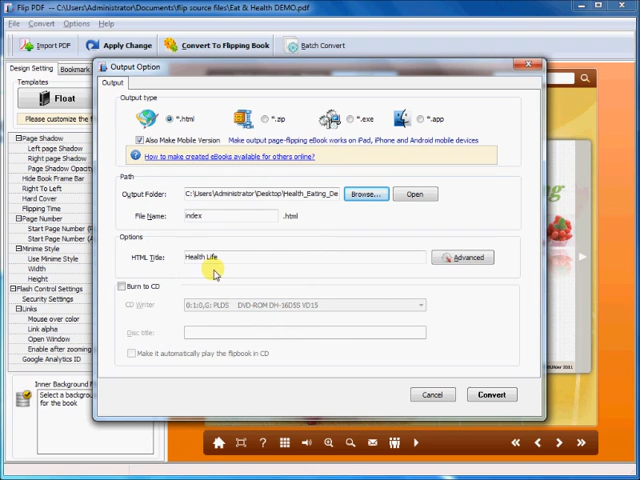 Flip PDF -- C:\Users\Administrator\Documents\flip source files\Eat & Health DEMO.pdf
File Convert Options Help
Import PDF Apply Change Convert To Flipping Book Batch Convert
Design Setting Bookmark
Templates
Float
Please customize the
Page Shadow
Left page Shadow
Right page Shadow
Page Shadow Opacity
Hide Book Frame Bar
Right To Left
Hard Cover
Flipping Time
Page Number
Start Page Number (R
Start Page Number (A
Minime Style
Use Minime Style
Width
Height
Flash Control Settings
Security Settings
Links
Mouse over color
Link alpha
Open Window
Enable after zooming
Google Analytics ID
Inner Background
Select a backgrou
for the book
Output Option
Output
Output type
*.html *.zip *.exe *.app
Also Make Mobile Version Make output page-flipping eBook works on iPad, iPhone and Android mobile devices
How to make created eBooks available for others online?
Path
Output Folder: C:\Users\Administrator\Desktop\Health_Eating_De Browse... Open
File Name: index .html
Options
HTML Title: Health Life Advanced
Burn to CD
CD Writer 0:1:0,G: PLDS DVD-ROM DH-16D5S VD15
Disc title:
Make it automatically play the flipbook in CD
Cancel Convert